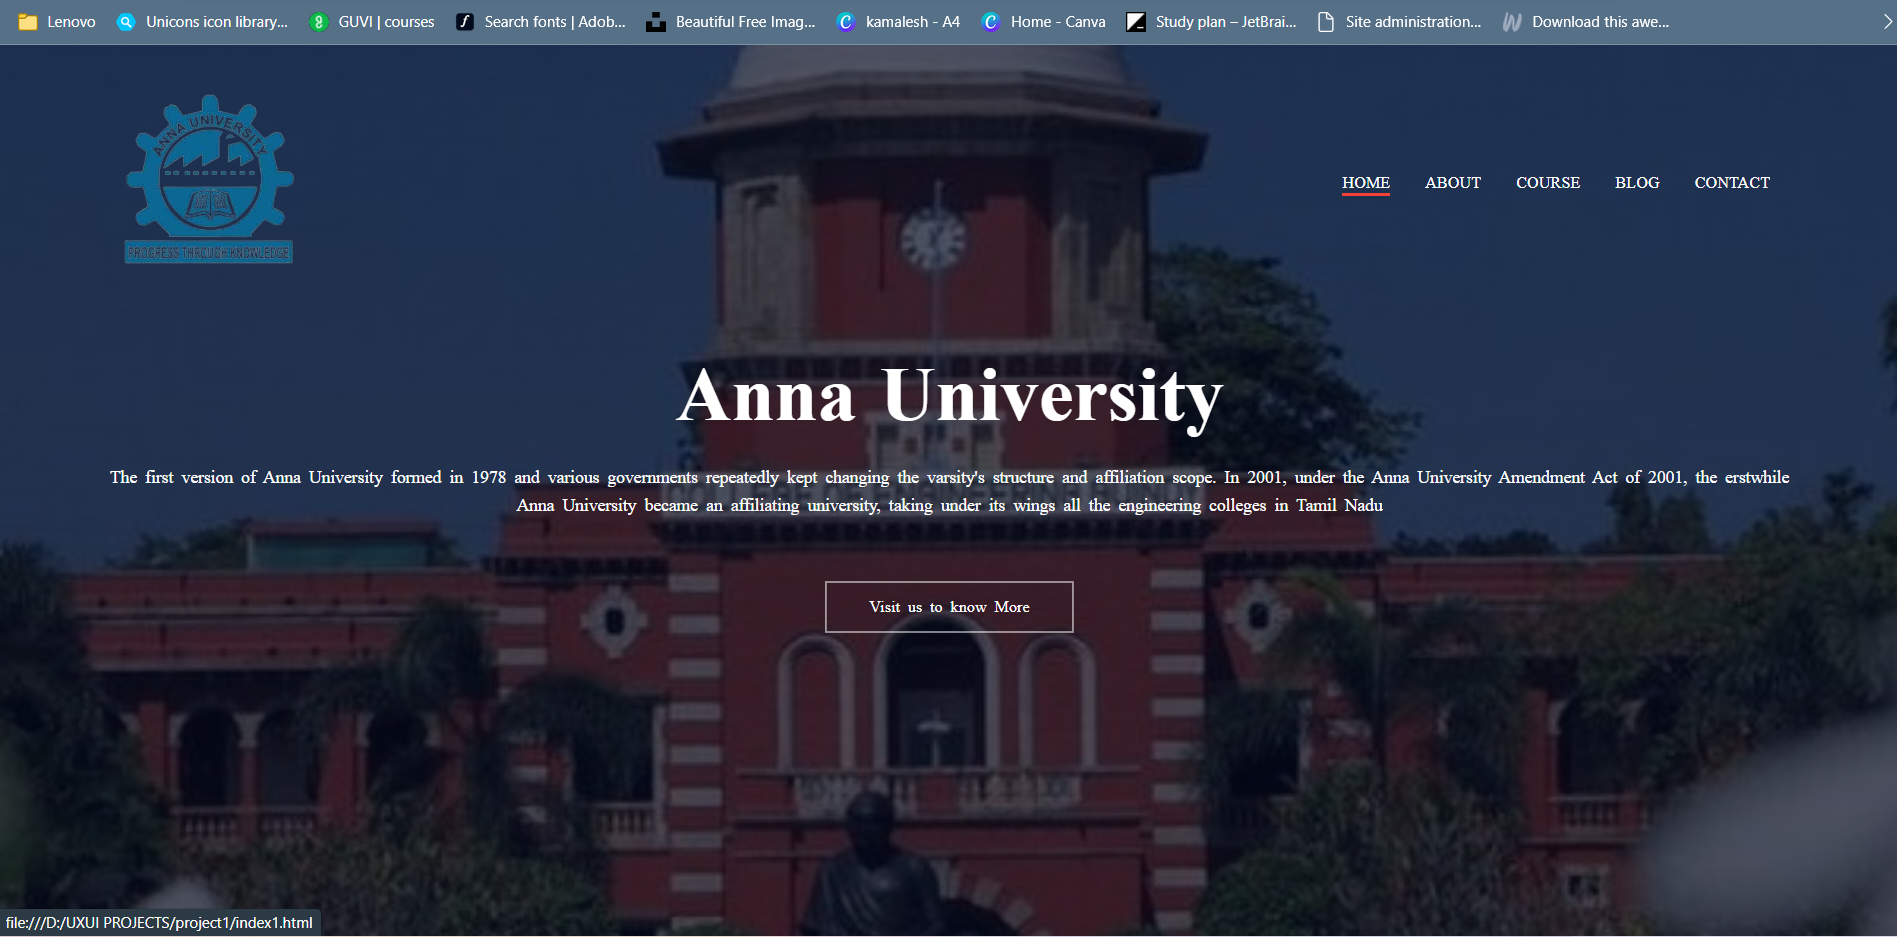 Lenovo Unicons icon library... GUVI | courses Search fonts | Adob... Beautiful Free Imag... kamalesh - A4 Home - Canva Study plan – JetBrai... Site administration... Download this awe...
ANNA UNIVERSITY
PROGRESS THROUGH KNOWLEDGE
HOME ABOUT COURSE BLOG CONTACT
Anna University
The first version of Anna University formed in 1978 and various governments repeatedly kept changing the varsity's structure and affiliation scope. In 2001, under the Anna University Amendment Act of 2001, the erstwhile
Anna University became an affiliating university, taking under its wings all the engineering colleges in Tamil Nadu
Visit us to know More
file:///D:/UXUI PROJECTS/project1/index1.html